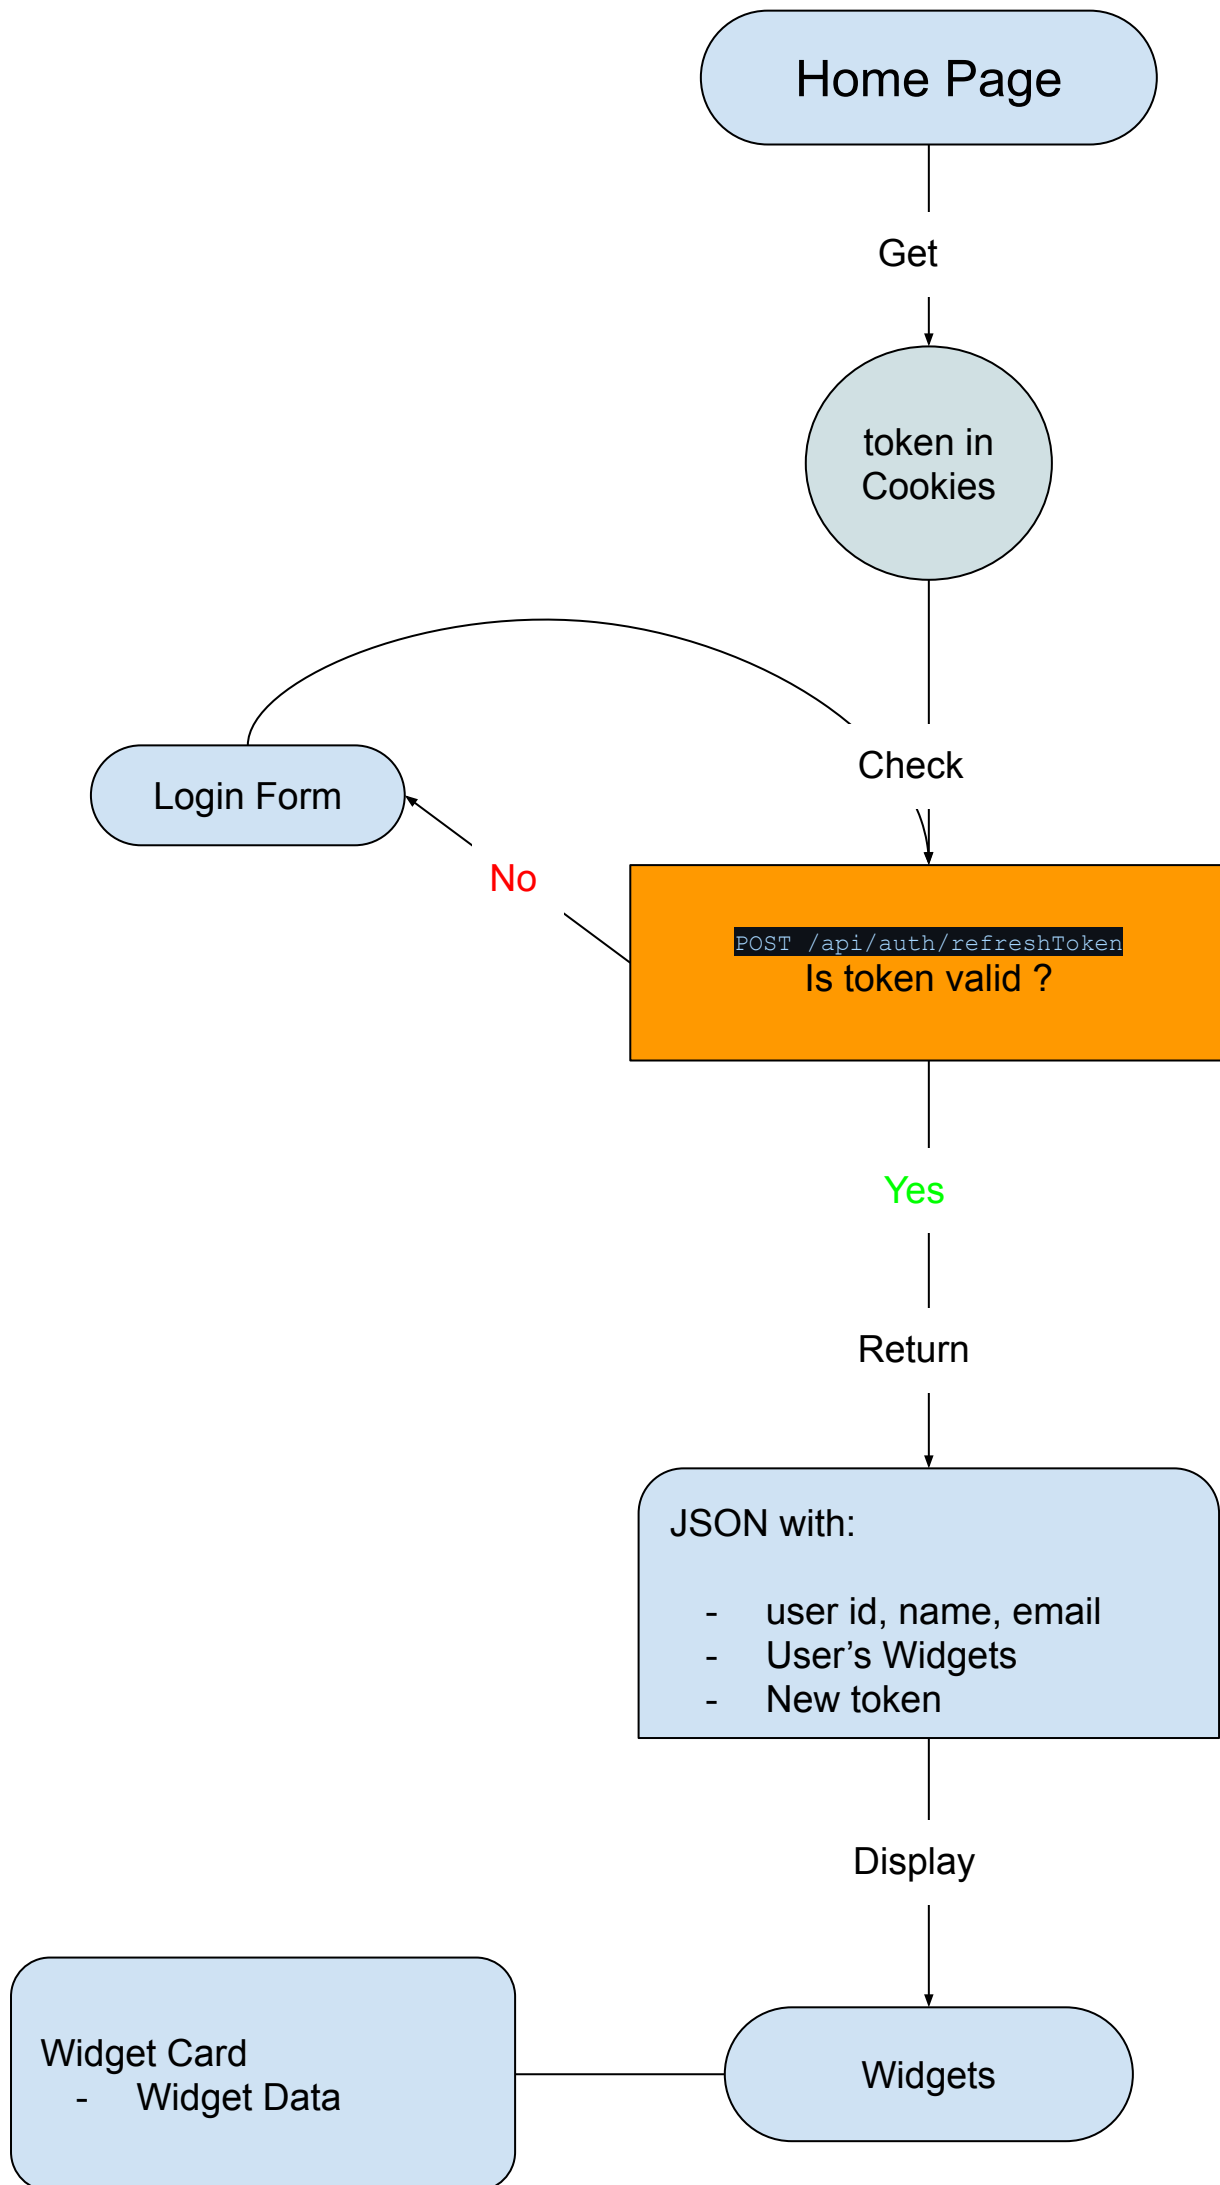 Home Page
Get
token in
Cookies
Check
Login Form
No
POST /api/auth/refreshToken
Is token valid ?
Yes
Return
JSON with:
- user id, name, email
- User’s Widgets
- New token
Display
Widget Card
- Widget Data
Widgets